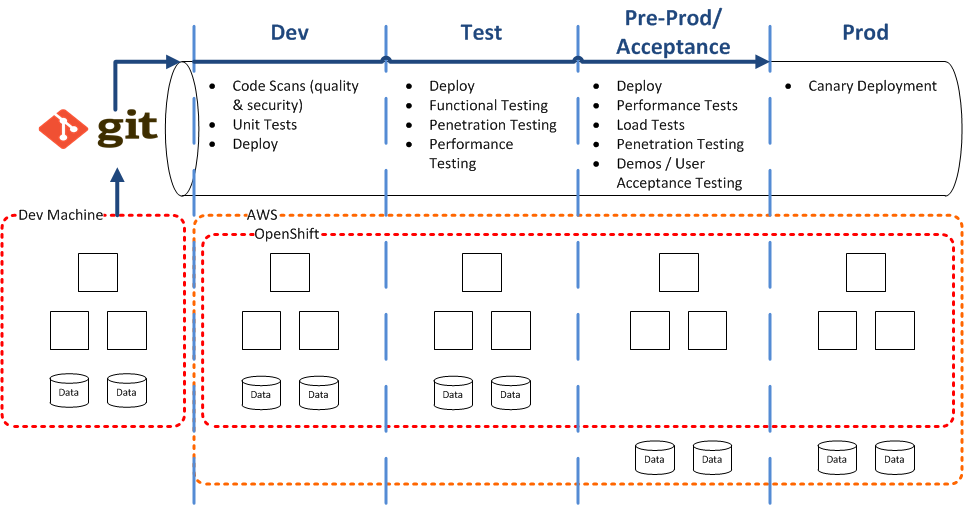 Dev
Test
Pre-Prod/
Acceptance
Prod
git
• Code Scans (quality
& security)
• Unit Tests
• Deploy
• Deploy
• Functional Testing
• Penetration Testing
• Performance
Testing
• Deploy
• Performance Tests
• Load Tests
• Penetration Testing
• Demos / User
Acceptance Testing
• Canary Deployment
Dev Machine
AWS
OpenShift
Data
Data
Data
Data
Data
Data
Data
Data
Data
Data